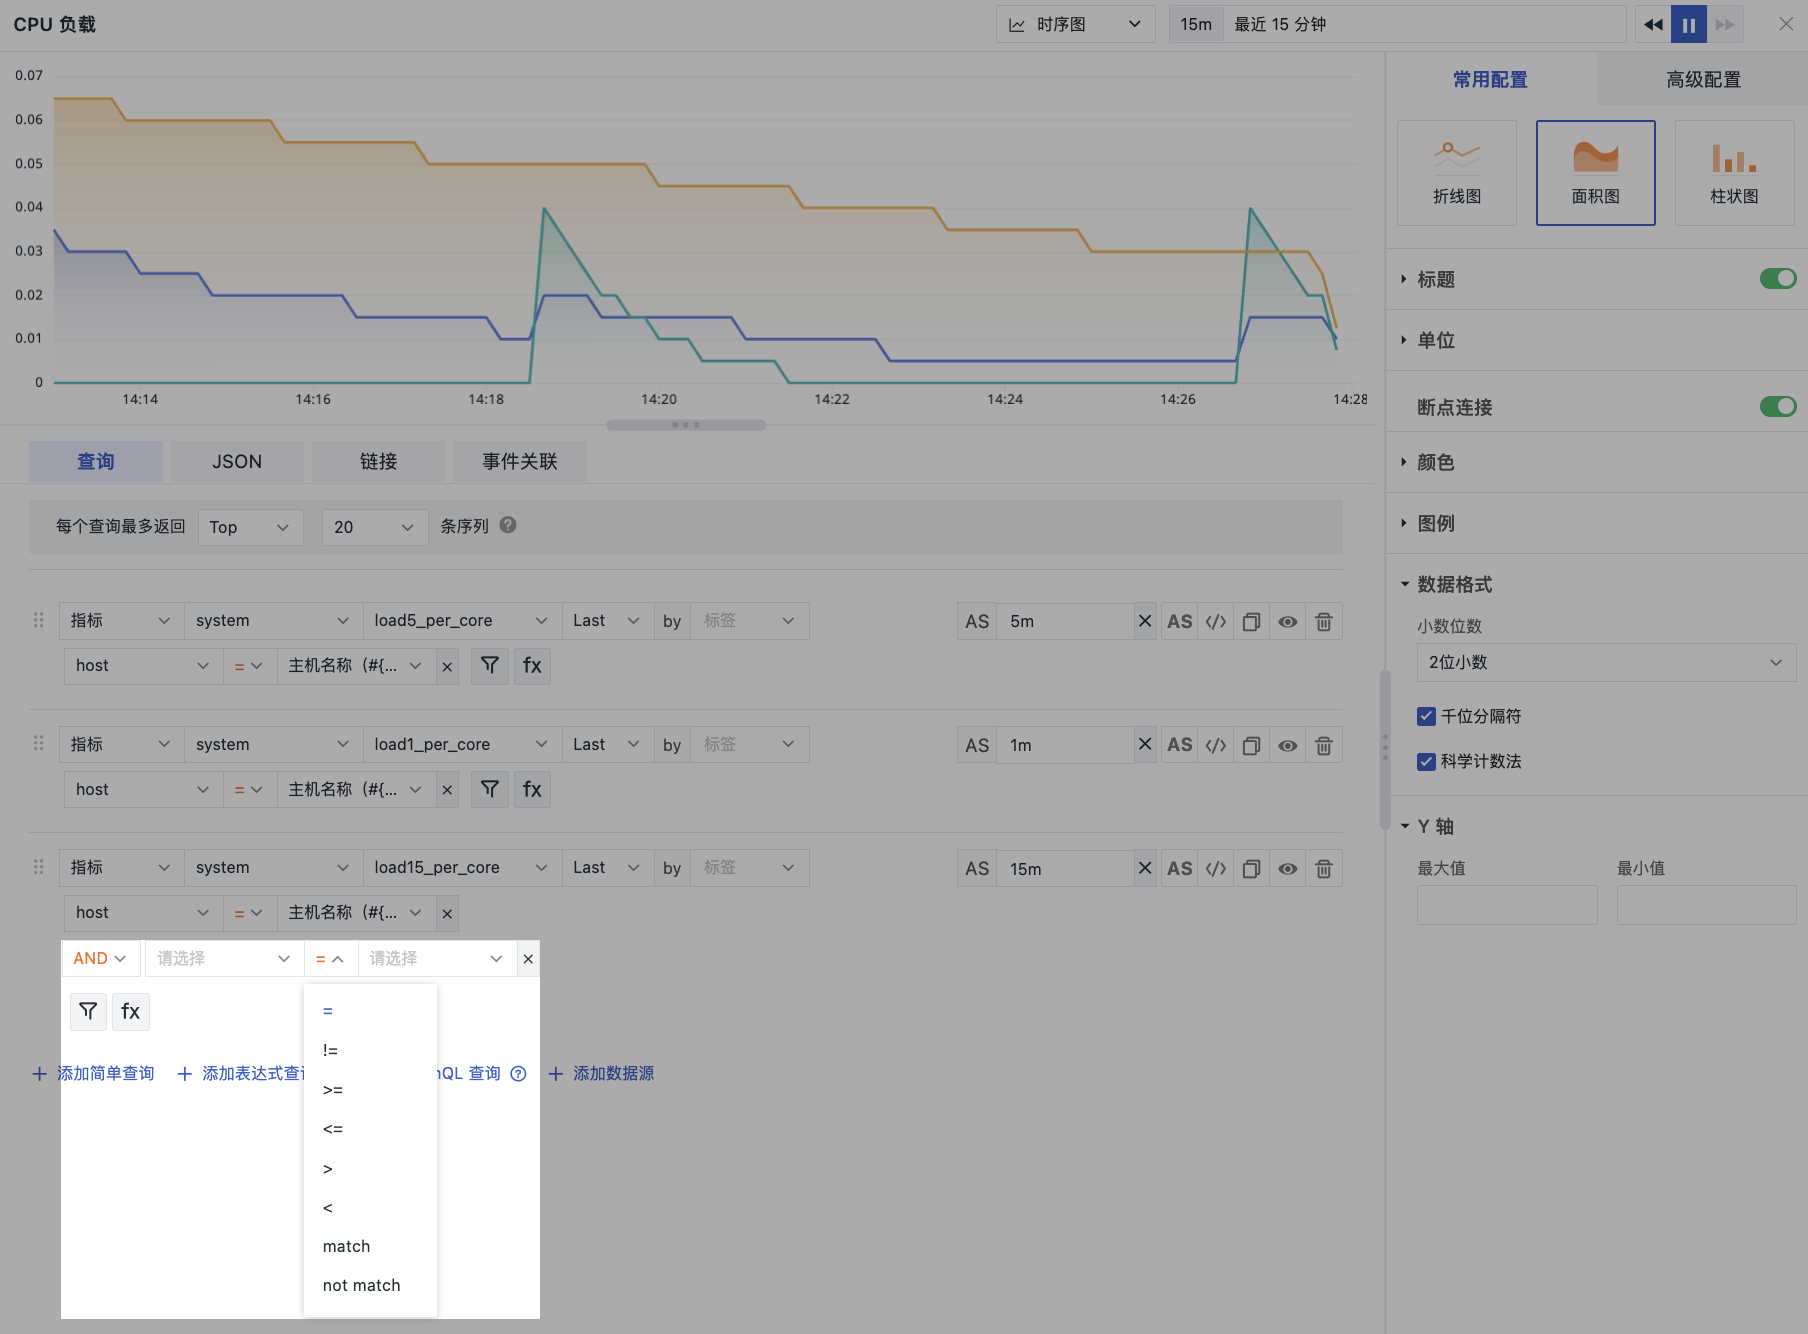 CPU 负载
时序图
15m 最近 15 分钟
0.07
0.06
0.05
0.04
0.03
0.02
0.01
0
14:14 14:16 14:18 14:20 14:22 14:24 14:26 14:28
查询 JSON 链接 事件关联
每个查询最多返回 Top 20 条序列 ?
指标 system load5_per_core Last by 标签 AS 5m AS </>
host = 主机名称（#{... fx
指标 system load1_per_core Last by 标签 AS 1m AS </>
host = 主机名称（#{... fx
指标 system load15_per_core Last by 标签 AS 15m AS </>
host = 主机名称（#{...
AND 请选择 = 请选择
fx
=
!=
>=
<=
>
<
match
not match
+ 添加简单查询 + 添加表达式查 QL 查询 ? + 添加数据源
常用配置 高级配置
折线图 面积图 柱状图
标题
单位
断点连接
颜色
图例
数据格式
小数位数
2位小数
千位分隔符
科学计数法
Y 轴
最大值 最小值